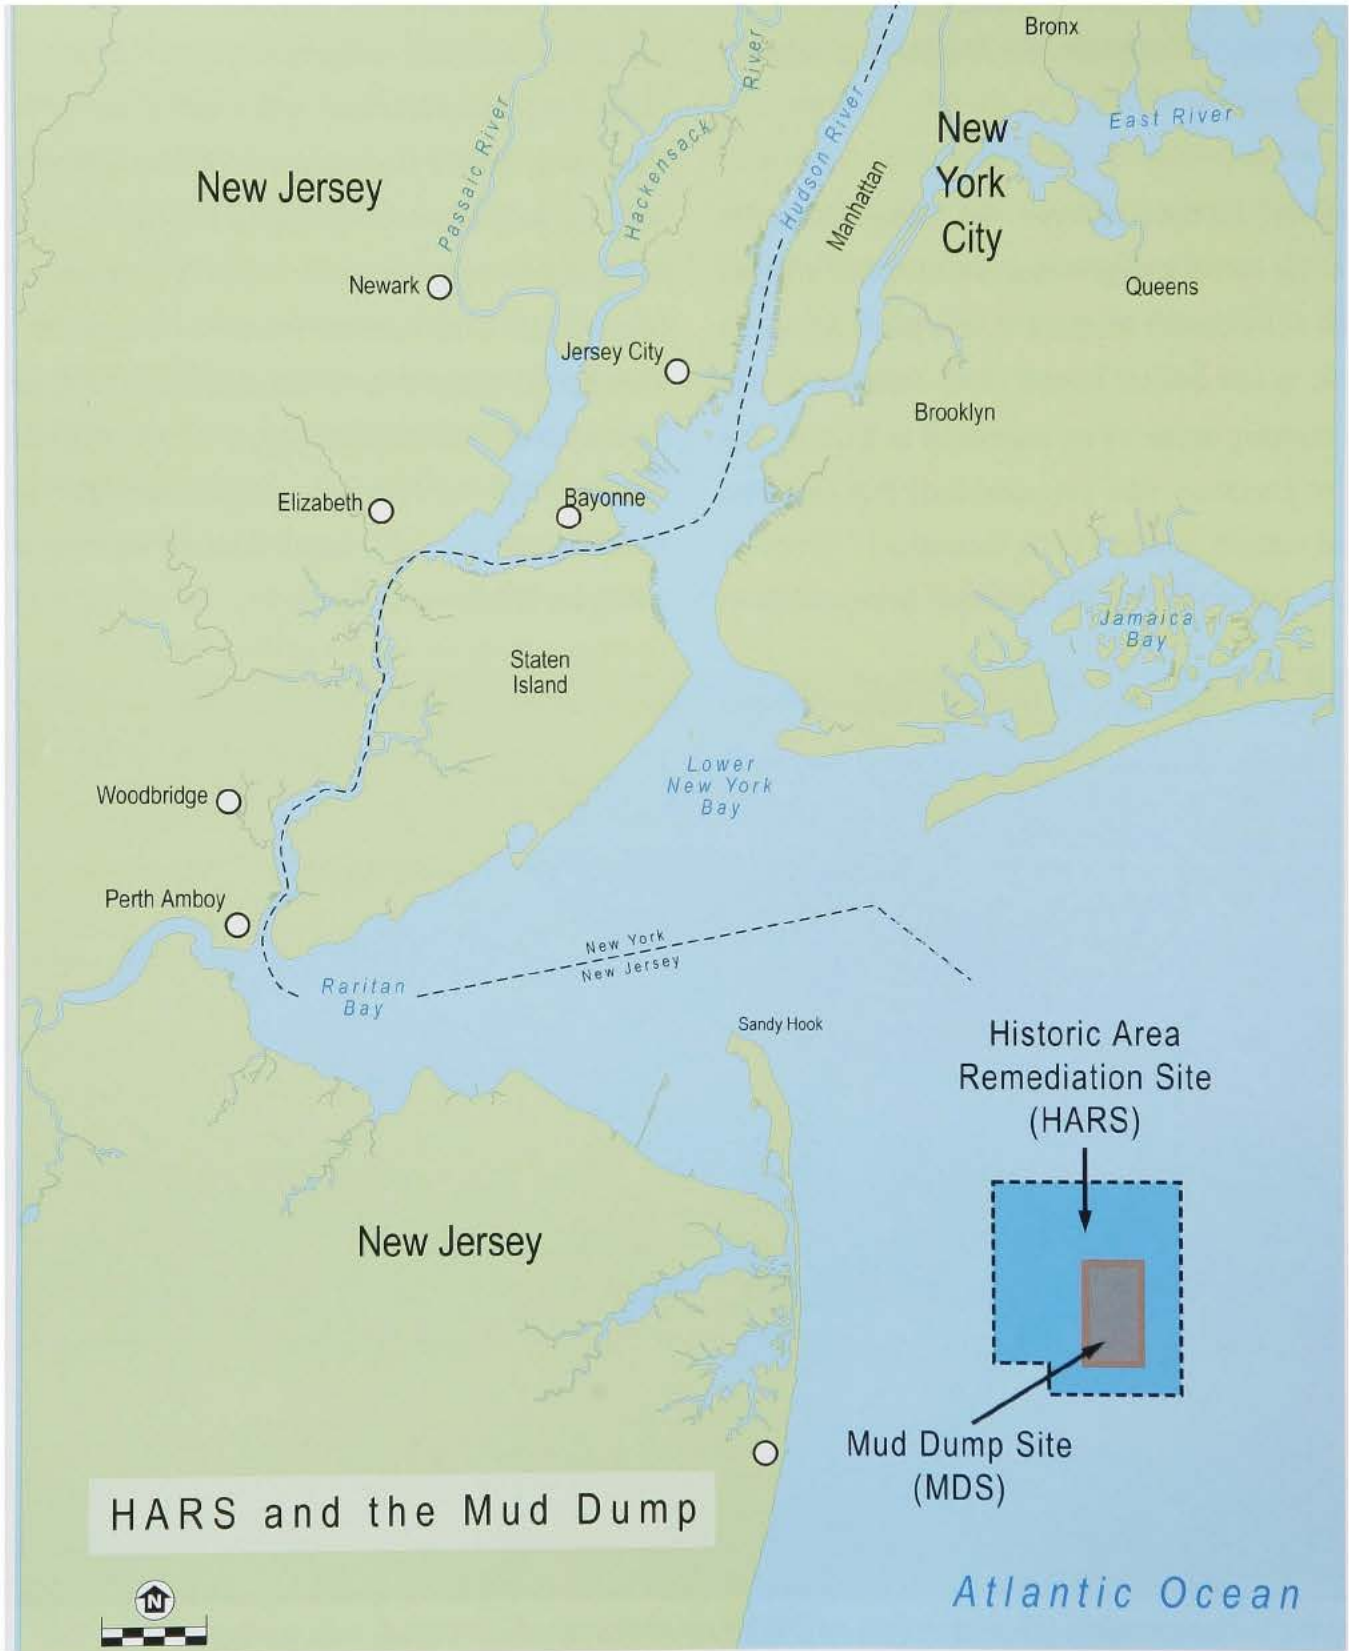 Bronx
River
Passaic River
Hackensack
Hudson River
East River
New
York
City
Manhattan
New Jersey
Newark
Queens
Jersey City
Brooklyn
Elizabeth
Bayonne
Jamaica
Bay
Staten
Island
Lower
New York
Bay
Woodbridge
Perth Amboy
New York
New Jersey
Raritan
Bay
Sandy Hook
Historic Area
Remediation Site
(HARS)
New Jersey
Mud Dump Site
(MDS)
HARS and the Mud Dump
N
Atlantic Ocean